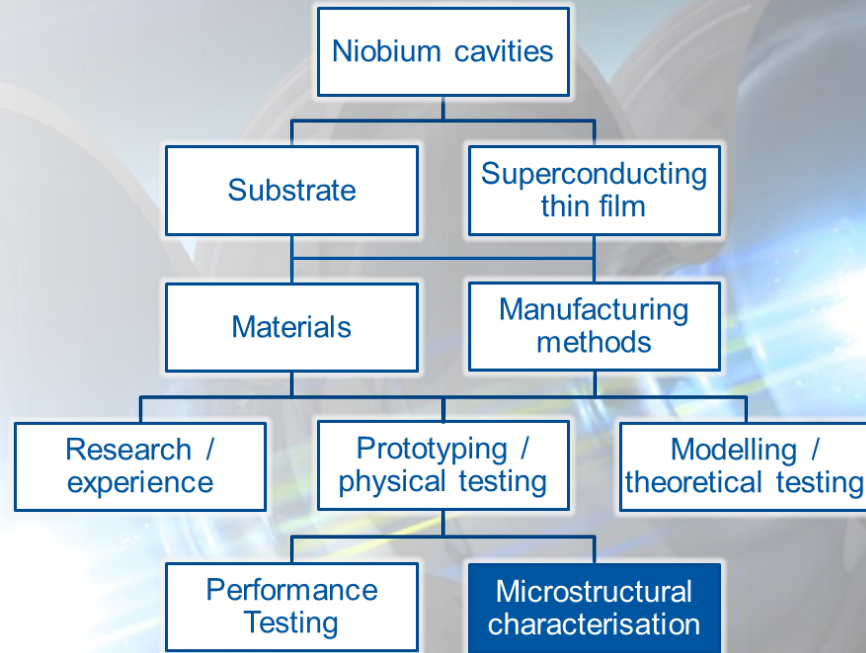 Niobium cavities
Substrate
Superconducting
thin film
Materials
Manufacturing
methods
Research /
experience
Prototyping /
physical testing
Modelling /
theoretical testing
Performance
Testing
Microstructural
characterisation